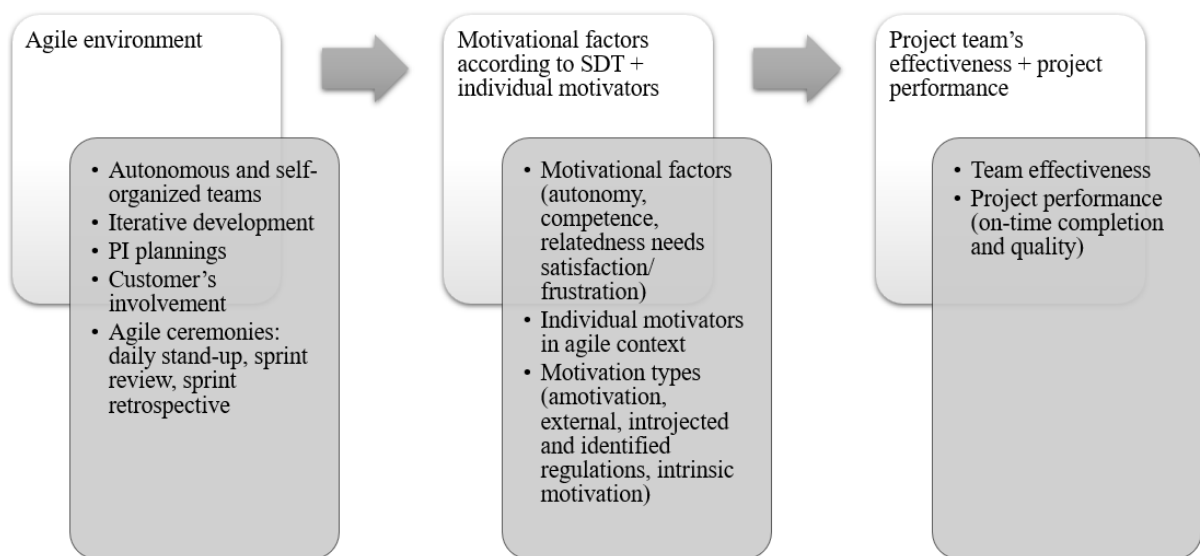 Agile environment
• Autonomous and self-
organized teams
• Iterative development
• PI plannings
• Customer's
involvement
• Agile ceremonies:
daily stand-up, sprint
review, sprint
retrospective
Motivational factors
according to SDT +
individual motivators
• Motivational factors
(autonomy,
competence,
relatedness needs
satisfaction/
frustration)
• Individual motivators
in agile context
• Motivation types
(amotivation,
external, introjected
and identified
regulations, intrinsic
motivation)
Project team's
effectiveness + project
performance
• Team effectiveness
• Project performance
(on-time completion
and quality)